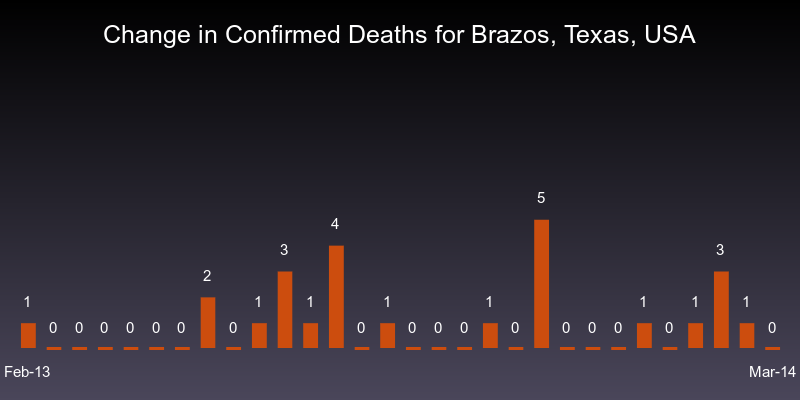 Change in Confirmed Deaths for Brazos, Texas, USA
5
4
3 3
2
1 1 1 1 1 1 1 1
0 0 0 0 0 0 0 0 0 0 0 0 0 0 0 0 0
Feb-13 Mar-14